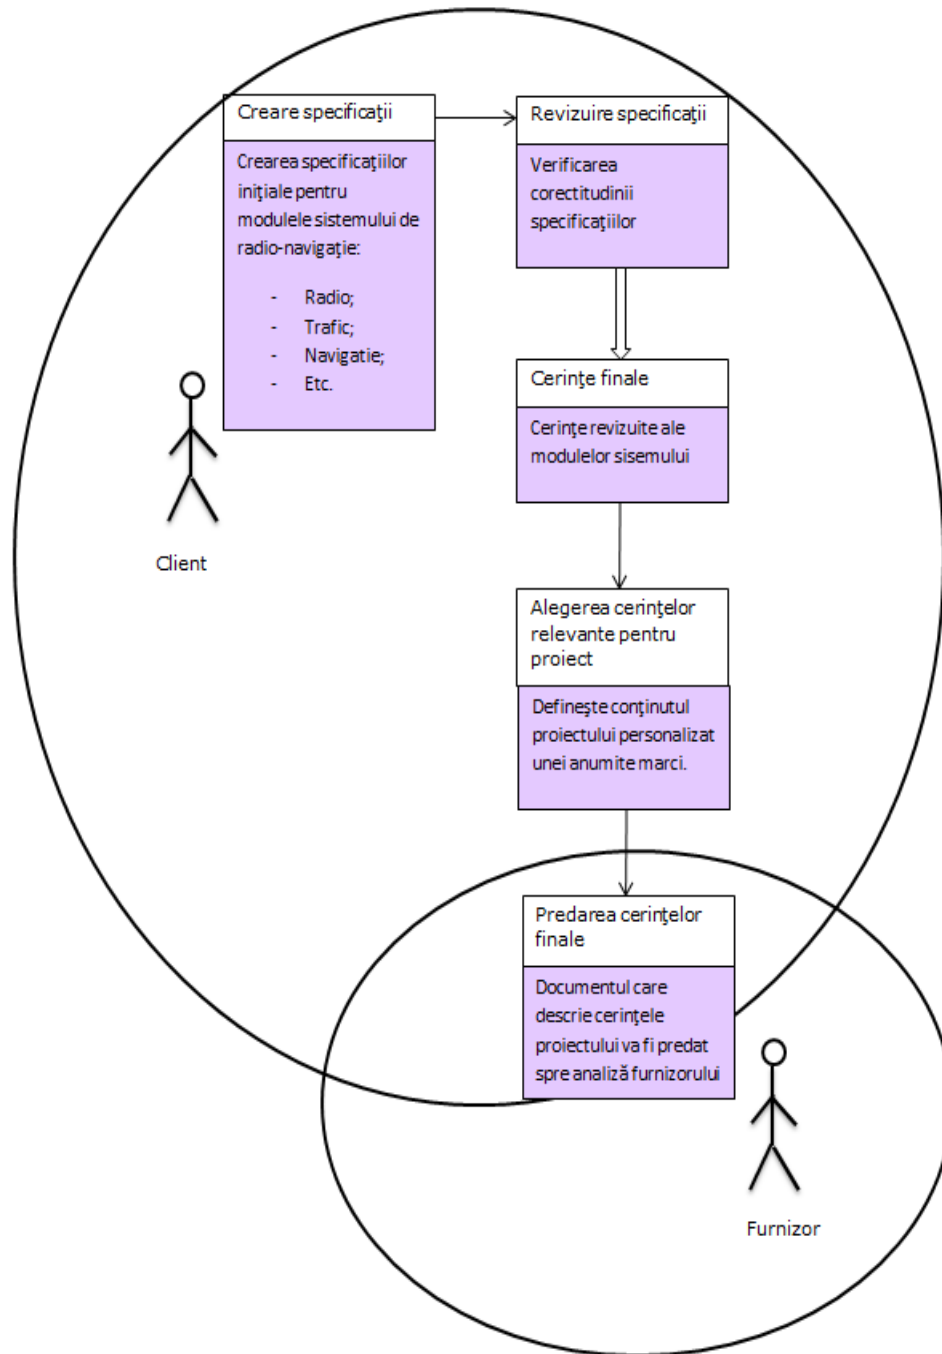 Creare specificaţii
Crearea specificaţiilor
iniţiale pentru
modulele sistemului de
radio-navigaţie:
- Radio;
- Trafic;
- Navigatie;
- Etc.
Revizuire specificaţii
Verificarea
corectitudinii
specificaţiilor
Cerinţe finale
Cerinţe revizuite ale
modulelor sisemului
Client
Alegerea cerinţelor
relevante pentru
proiect
Defineşte conţinutul
proiectului personalizat
unei anumite marci.
Predarea cerinţelor
finale
Documentul care
descrie cerinţele
proiectului va fi predat
spre analiză furnizorului
Furnizor